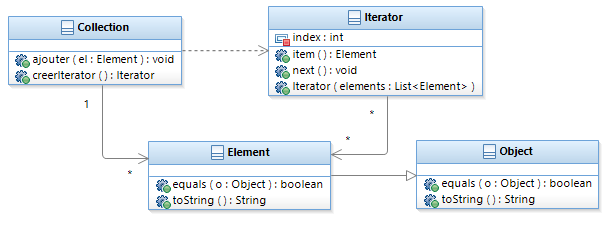 Collection
ajouter ( el : Element ) : void
creerIterator ( ) : Iterator
Iterator
index : int
item ( ) : Element
next ( ) : void
Iterator ( elements : List<Element> )
1
*
*
*
Element
equals ( o : Object ) : boolean
toString ( ) : String
Object
equals ( o : Object ) : boolean
toString ( ) : String